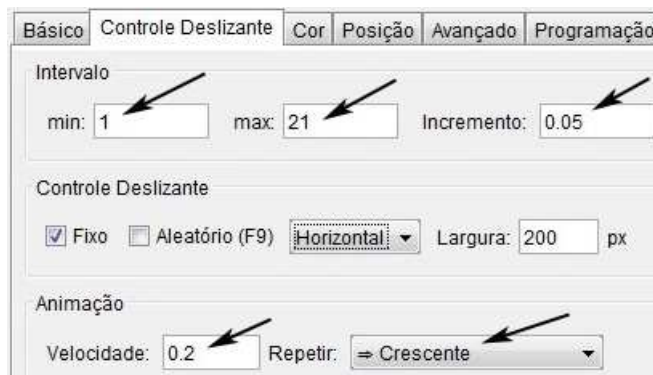 Básico Controle Deslizante Cor Posição Avançado Programação
Intervalo
min: 1 max: 21 Incremento: 0.05
Controle Deslizante
Fixo Aleatório (F9) Horizontal Largura: 200 px
Animação
Velocidade: 0.2 Repetir: ⇒ Crescente